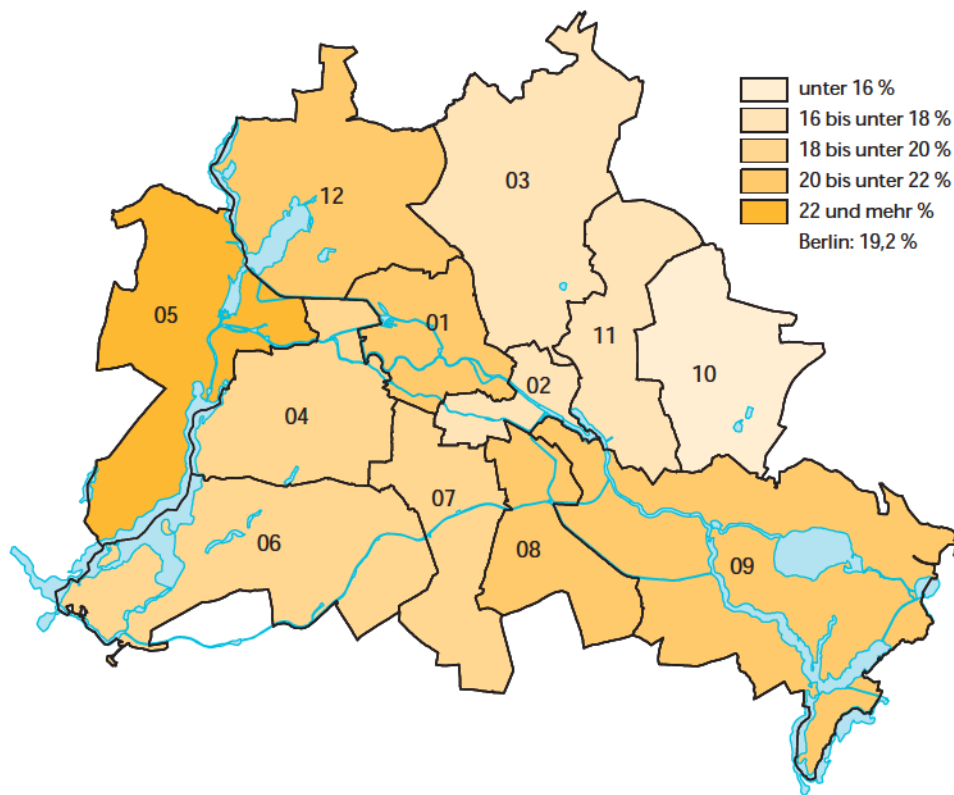 unter 16 %
16 bis unter 18 %
18 bis unter 20 %
20 bis unter 22 %
22 und mehr %
Berlin: 19,2 %
03
12
05
01
11
02
10
04
07
06
08
09